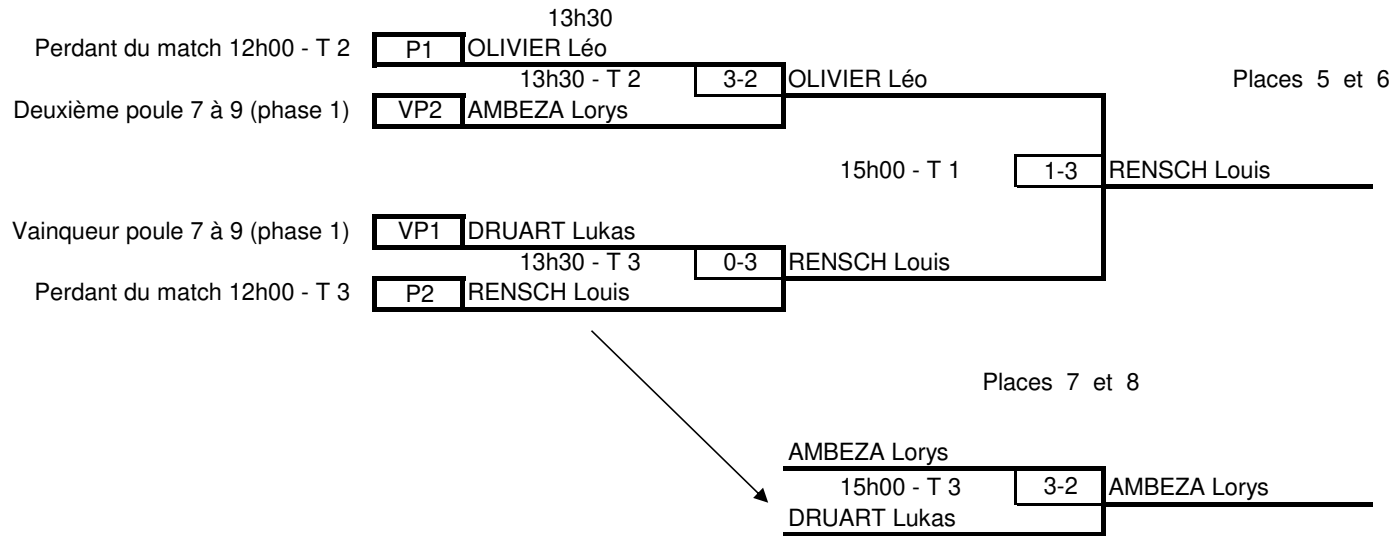 13h30
Perdant du match 12h00 - T 2 P1 OLIVIER Léo
13h30 - T 2 3-2 OLIVIER Léo Places 5 et 6
Deuxième poule 7 à 9 (phase 1) VP2 AMBEZA Lorys
15h00 - T 1 1-3 RENSCH Louis
Vainqueur poule 7 à 9 (phase 1) VP1 DRUART Lukas
13h30 - T 3 0-3 RENSCH Louis
Perdant du match 12h00 - T 3 P2 RENSCH Louis
Places 7 et 8
AMBEZA Lorys
15h00 - T 3 3-2 AMBEZA Lorys
DRUART Lukas